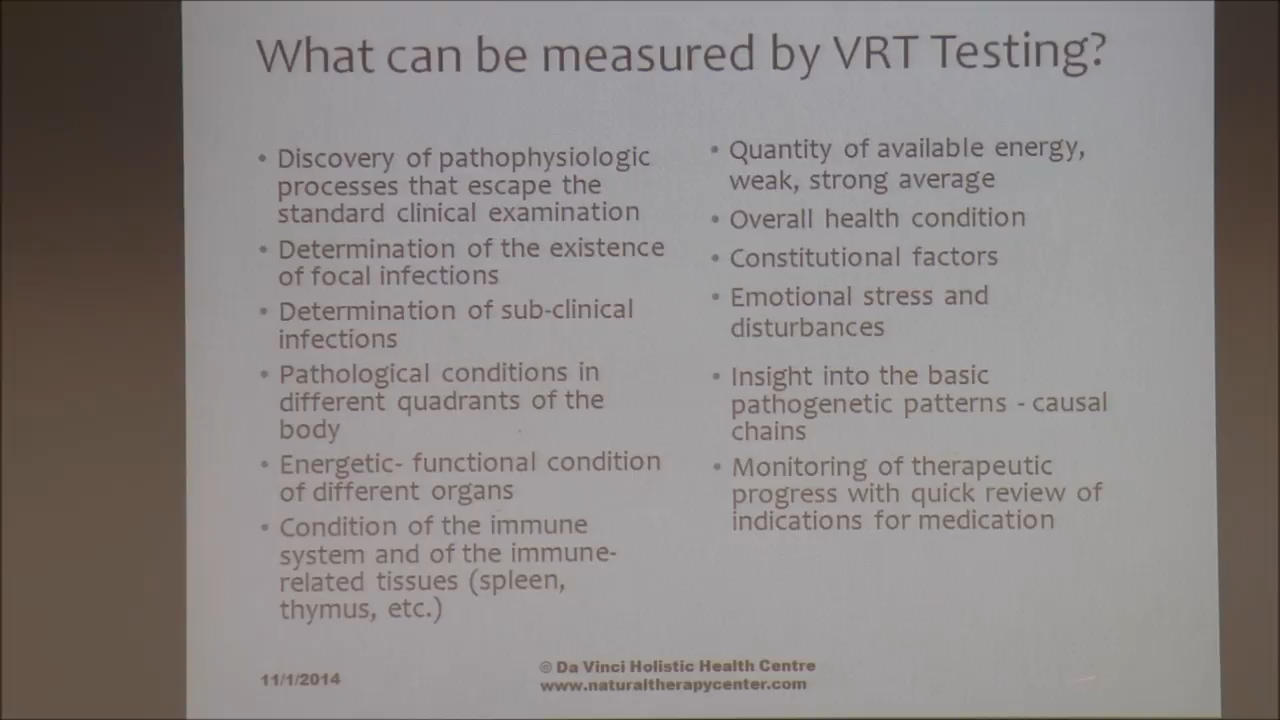 What can be measured by VRT Testing?
• Discovery of pathophysiologic
processes that escape the
standard clinical examination
• Determination of the existence
of focal infections
• Determination of sub-clinical
infections
• Pathological conditions in
different quadrants of the
body
• Energetic- functional condition
of different organs
• Condition of the immune
system and of the immune-
related tissues (spleen,
thymus, etc.)
• Quantity of available energy,
weak, strong average
• Overall health condition
• Constitutional factors
• Emotional stress and
disturbances
• Insight into the basic
pathogenetic patterns - causal
chains
• Monitoring of therapeutic
progress with quick review of
indications for medication
11/1/2014
© Da Vinci Holistic Health Centre
www.naturaltherapycenter.com